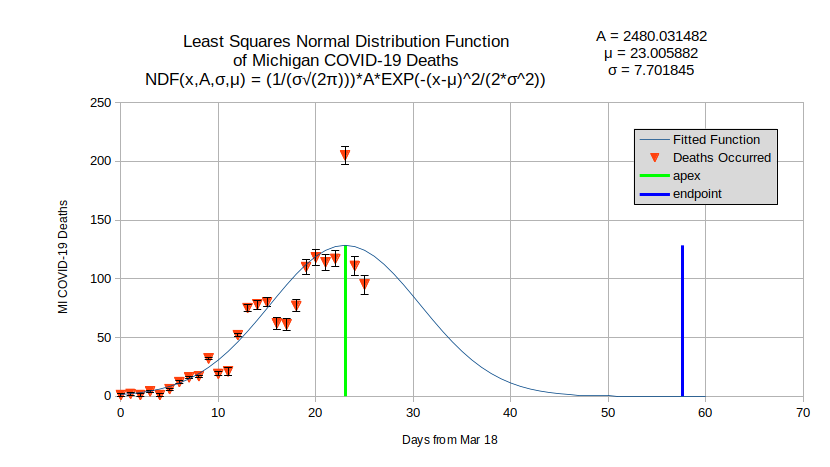 Least Squares Normal Distribution Function
of Michigan COVID-19 Deaths
NDF(x,A,σ,μ) = (1/(σ√(2π)))*A*EXP(-(x-μ)^2/(2*σ^2))
A = 2480.031482
μ = 23.005882
σ = 7.701845
250
200
150
100
50
0
MI COVID-19 Deaths
Fitted Function
Deaths Occurred
apex
endpoint
0 10 20 30 40 50 60 70
Days from Mar 18